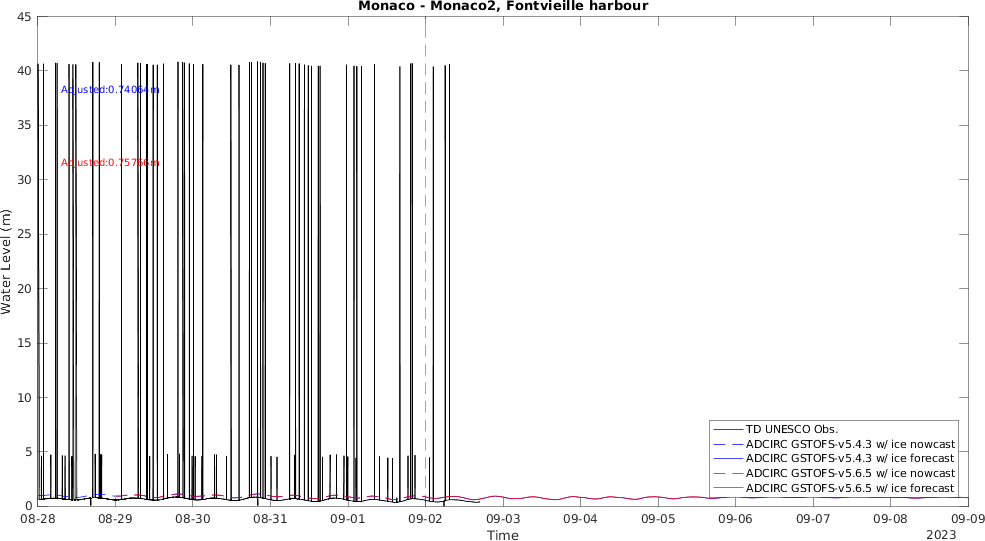 Monaco - Monaco2, Fontvieille harbour
45
40
35
30
25
20
15
10
5
0
Water Level (m)
Adjusted:0.74064m
Adjusted:0.75756m
TD UNESCO Obs.
ADCIRC GSTOFS-v5.4.3 w/ ice nowcast
ADCIRC GSTOFS-v5.4.3 w/ ice forecast
ADCIRC GSTOFS-v5.6.5 w/ ice nowcast
ADCIRC GSTOFS-v5.6.5 w/ ice forecast
08-28 08-29 08-30 08-31 09-01 09-02 09-03 09-04 09-05 09-06 09-07 09-08 09-09
Time
2023